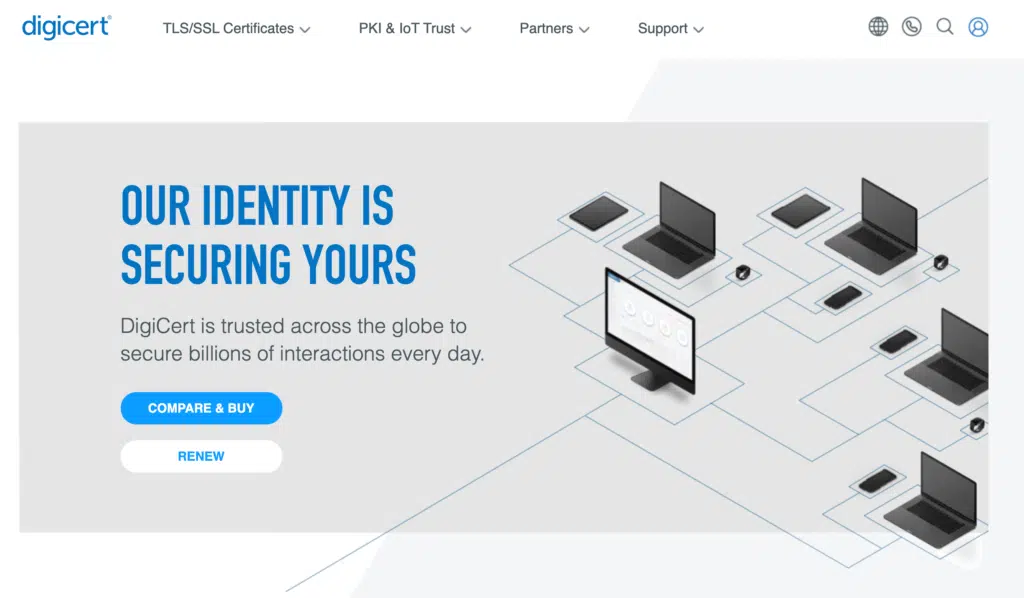 digicert®
TLS/SSL Certificates
PKI & IoT Trust
Partners
Support
OUR IDENTITY IS
SECURING YOURS
DigiCert is trusted across the globe to
secure billions of interactions every day.
COMPARE & BUY
RENEW